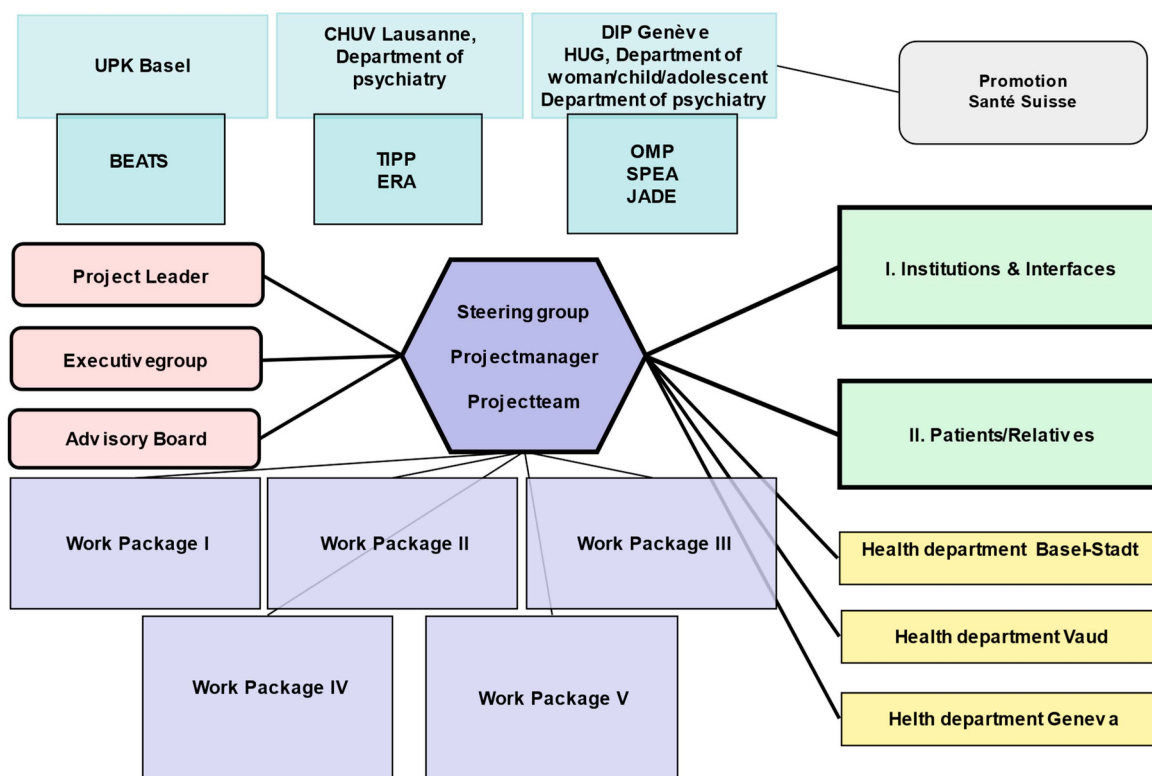 UPK Basel
CHUV Lausanne,
Department of
psychiatry
DIP Genève
HUG, Department of
woman/child/adolescent
Department of psychiatry
Promotion
Santé Suisse
BEATS
TIPP
ERA
OMP
SPEA
JADE
Project Leader
Executivegroup
Advisory Board
Steering group
Projectmanager
Projectteam
I. Institutions & Interfaces
II. Patients/Relatives
Work Package I
Work Package II
Work Package III
Health department Basel-Stadt
Health department Vaud
Work Package IV
Work Package V
Helth department Geneva